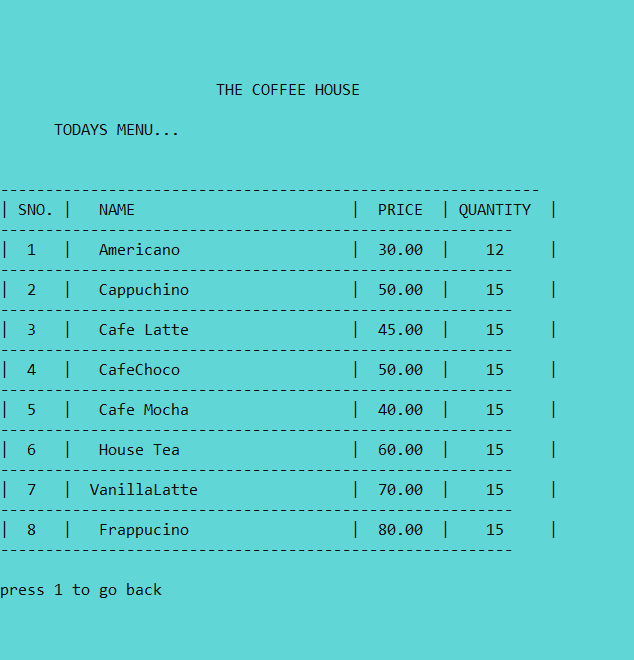 THE COFFEE HOUSE
TODAYS MENU...
------------------------------------------------------------
| SNO. |   NAME                        |  PRICE  | QUANTITY  |
---------------------------------------------------------
|  1   |   Americano                   |  30.00  |    12     |
---------------------------------------------------------
|  2   |   Cappuchino                  |  50.00  |    15     |
---------------------------------------------------------
|  3   |   Cafe Latte                  |  45.00  |    15     |
---------------------------------------------------------
|  4   |   CafeChoco                   |  50.00  |    15     |
---------------------------------------------------------
|  5   |   Cafe Mocha                  |  40.00  |    15     |
---------------------------------------------------------
|  6   |   House Tea                   |  60.00  |    15     |
---------------------------------------------------------
|  7   |  VanillaLatte                 |  70.00  |    15     |
---------------------------------------------------------
|  8   |   Frappucino                  |  80.00  |    15     |
---------------------------------------------------------
press 1 to go back